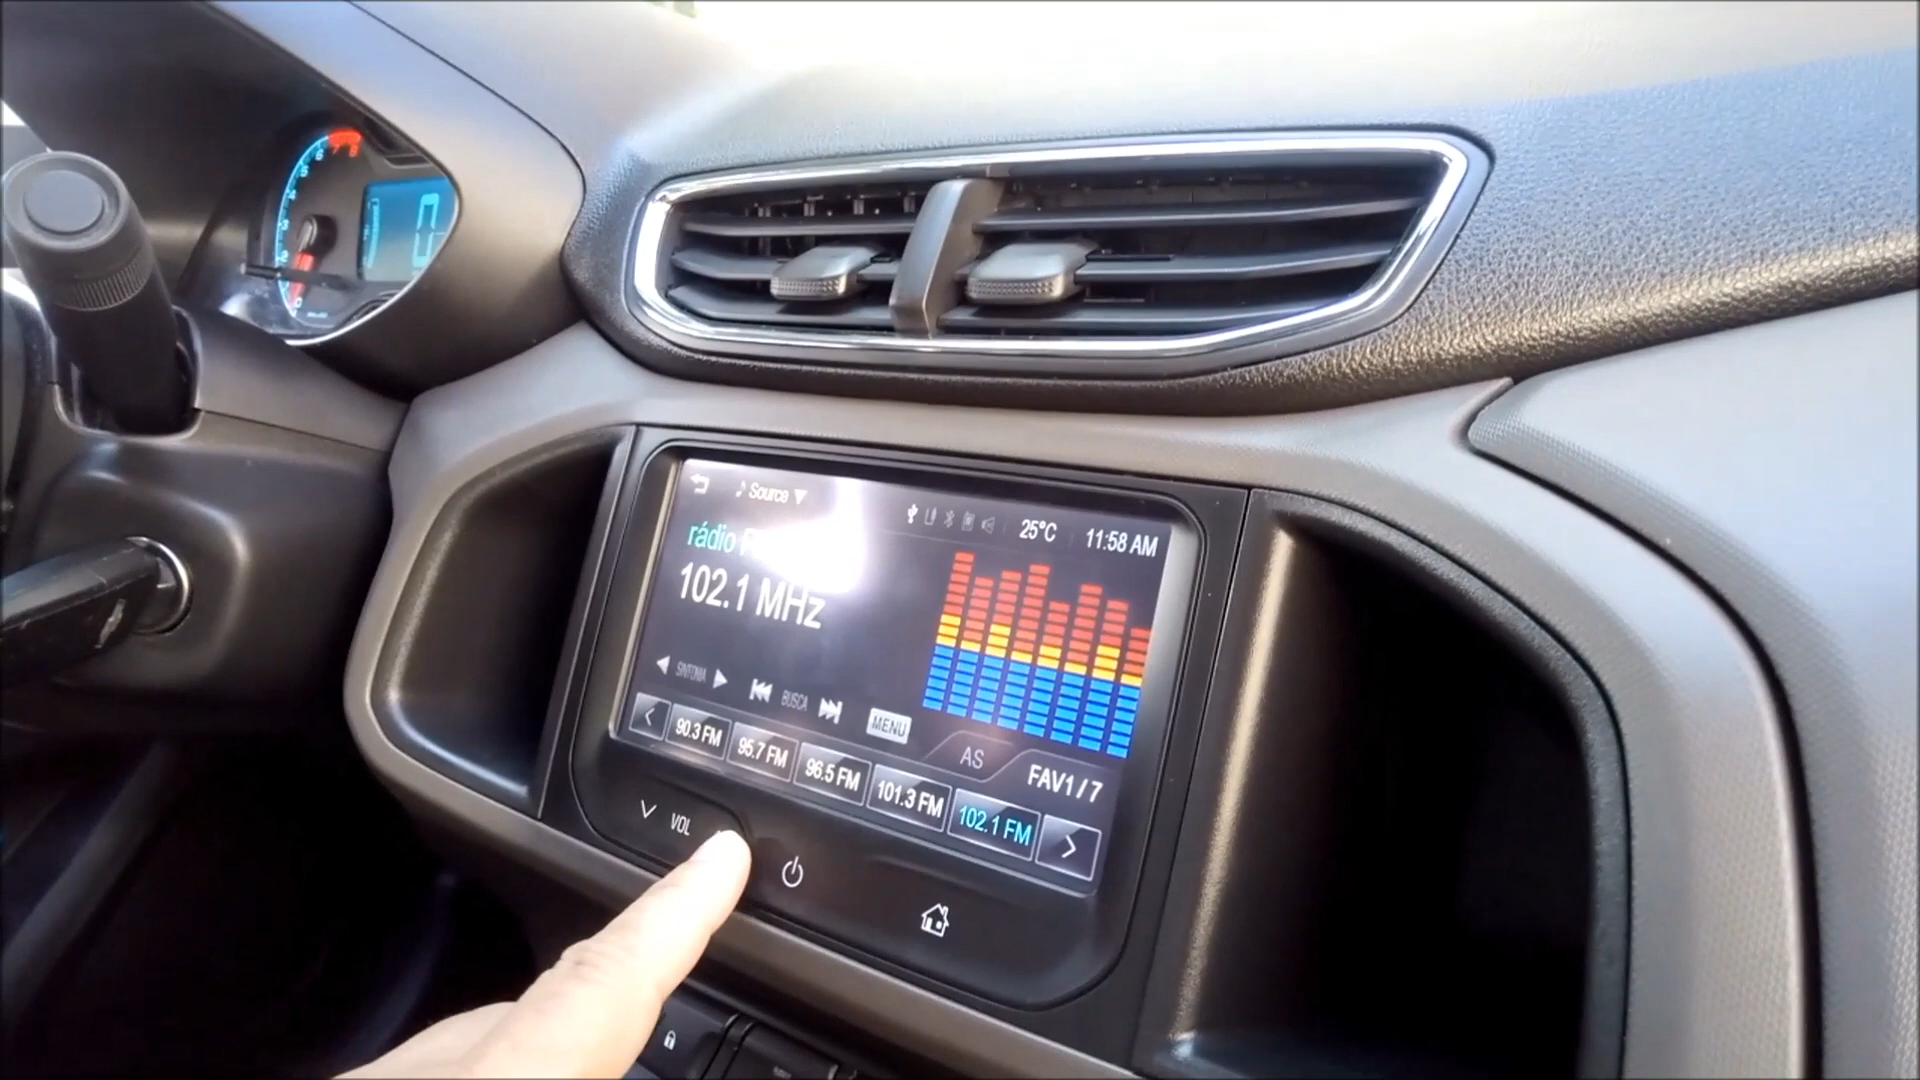 Source
25°C
11:58 AM
rádio
102.1 MHz
SINTONIA
BUSCA
MENU
AS
FAV1 / 7
90.3 FM
95.7 FM
96.5 FM
101.3 FM
102.1 FM
VOL